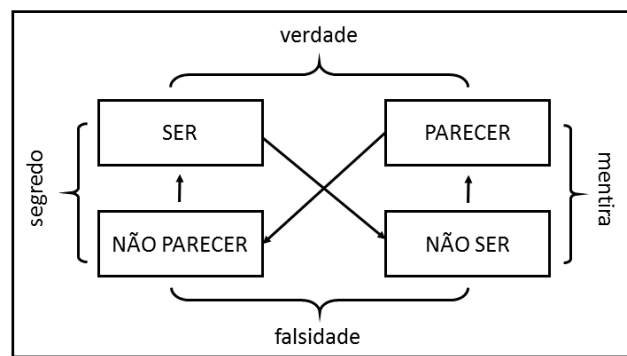 verdade
SER
PARECER
segredo
mentira
NÃO PARECER
NÃO SER
falsidade